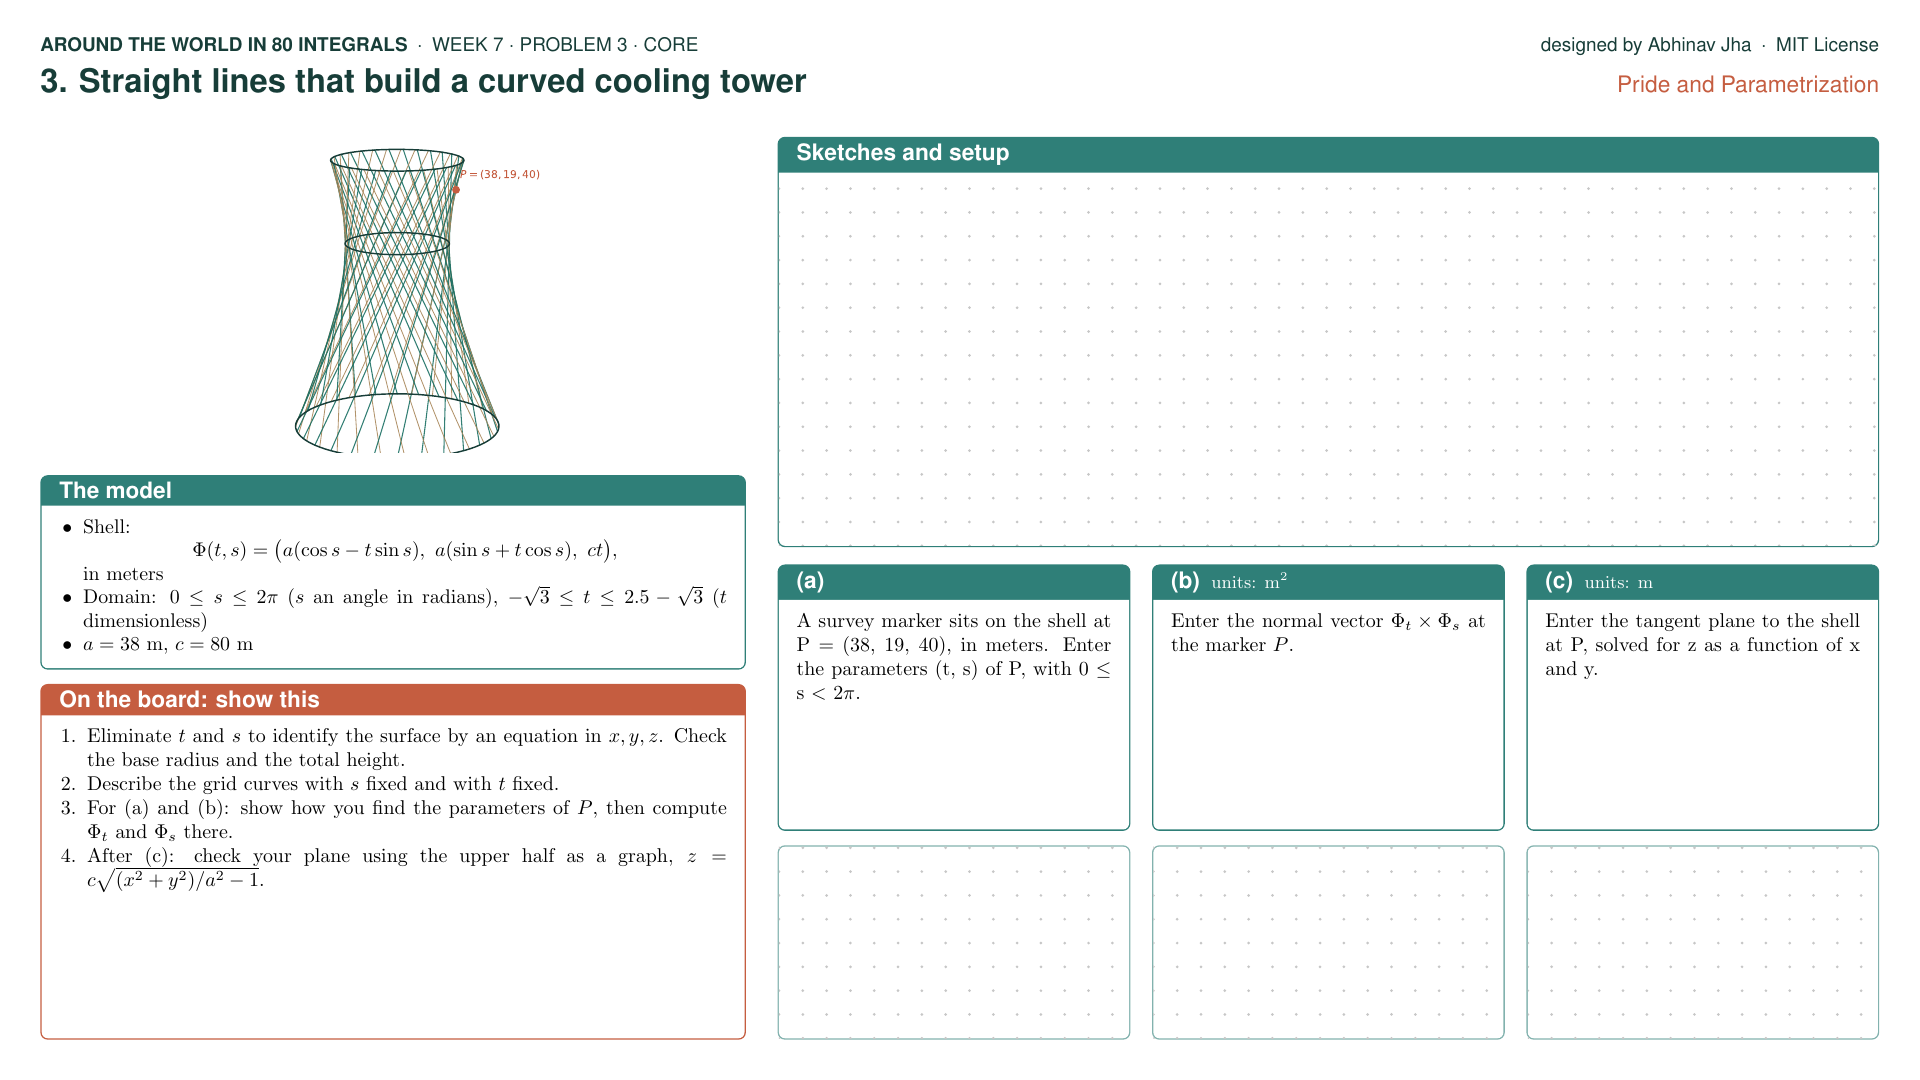 AROUND THE WORLD IN 80 INTEGRALS · WEEK 7 · PROBLEM 3 · CORE
designed by Abhinav Jha · MIT License
3. Straight lines that build a curved cooling tower
Pride and Parametrization
P = (38, 19, 40)
The model
• Shell:
Φ(t, s) = (a(cos s − t sin s), a(sin s + t cos s), ct),
in meters
• Domain: 0 ≤ s ≤ 2π (s an angle in radians), −√3 ≤ t ≤ 2.5 − √3 (t
dimensionless)
• a = 38 m, c = 80 m
On the board: show this
1. Eliminate t and s to identify the surface by an equation in x, y, z. Check
the base radius and the total height.
2. Describe the grid curves with s fixed and with t fixed.
3. For (a) and (b): show how you find the parameters of P, then compute
Φₜ and Φₛ there.
4. After (c): check your plane using the upper half as a graph, z =
c√((x² + y²)/a² − 1).
Sketches and setup
(a)
A survey marker sits on the shell at
P = (38, 19, 40), in meters. Enter
the parameters (t, s) of P, with 0 ≤
s < 2π.
(b) units: m²
Enter the normal vector Φₜ × Φₛ at
the marker P.
(c) units: m
Enter the tangent plane to the shell
at P, solved for z as a function of x
and y.